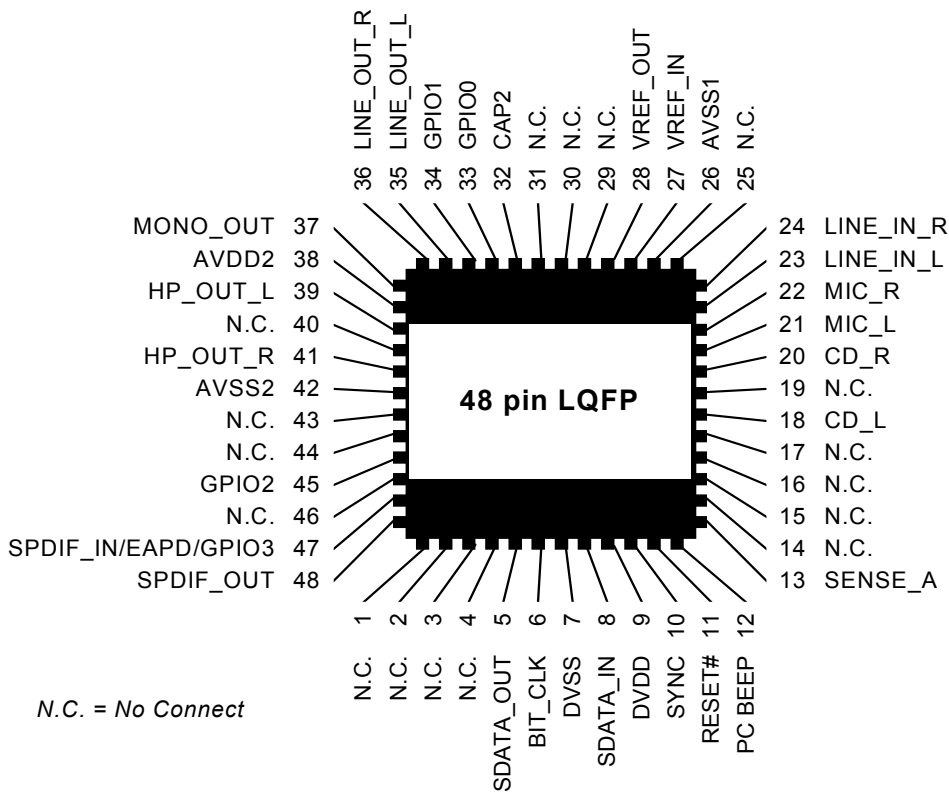 36 LINE_OUT_R
35 LINE_OUT_L
34 GPIO1
33 GPIO0
32 CAP2
31 N.C.
30 N.C.
29 N.C.
28 VREF_OUT
27 VREF_IN
26 AVSS1
25 N.C.
MONO_OUT 37
AVDD2 38
HP_OUT_L 39
N.C. 40
HP_OUT_R 41
AVSS2 42
N.C. 43
N.C. 44
GPIO2 45
N.C. 46
SPDIF_IN/EAPD/GPIO3 47
SPDIF_OUT 48
48 pin LQFP
24 LINE_IN_R
23 LINE_IN_L
22 MIC_R
21 MIC_L
20 CD_R
19 N.C.
18 CD_L
17 N.C.
16 N.C.
15 N.C.
14 N.C.
13 SENSE_A
N.C. 1
N.C. 2
N.C. 3
N.C. 4
SDATA_OUT 5
BIT_CLK 6
DVSS 7
SDATA_IN 8
DVDD 9
SYNC 10
RESET# 11
PC BEEP 12
N.C. = No Connect